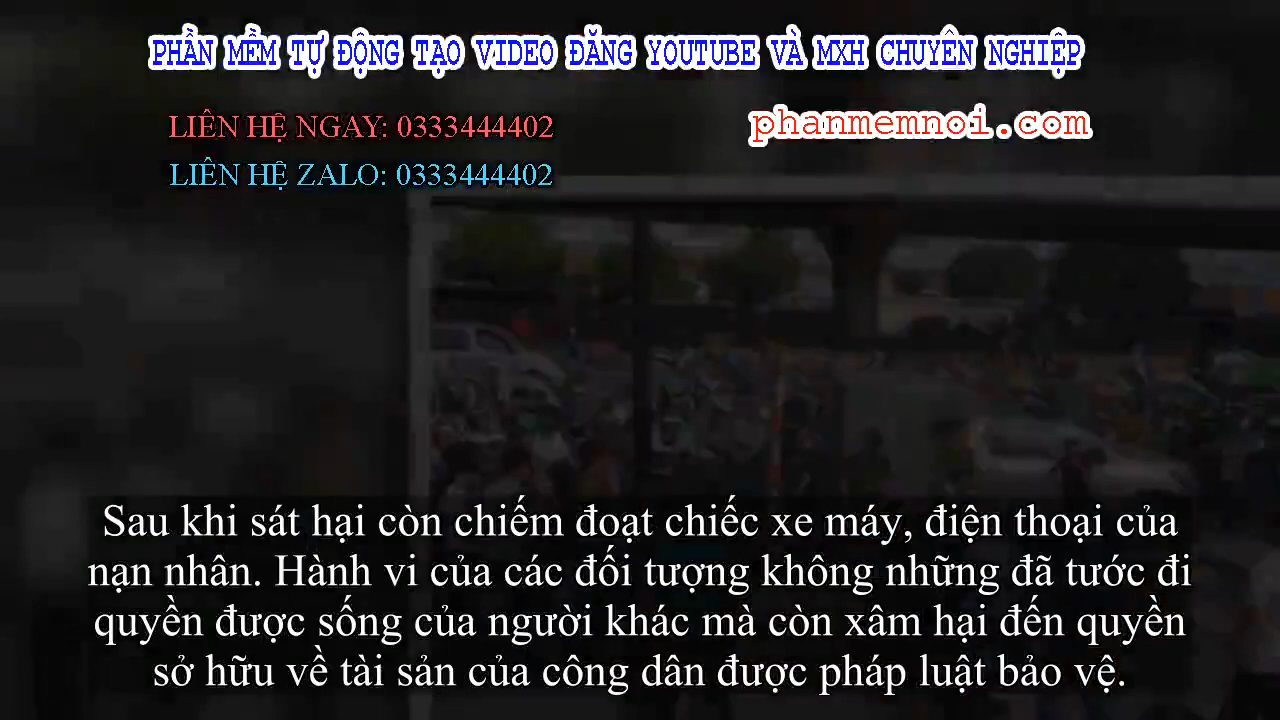 PHẦN MỀM TỰ ĐỘNG TẠO VIDEO ĐĂNG YOUTUBE VÀ MXH CHUYÊN NGHIỆP
LIÊN HỆ NGAY: 0333444402
phanmemnoi.com
LIÊN HỆ ZALO: 0333444402
Sau khi sát hại còn chiếm đoạt chiếc xe máy, điện thoại của
nạn nhân. Hành vi của các đối tượng không những đã tước đi
quyền được sống của người khác mà còn xâm hại đến quyền
sở hữu về tài sản của công dân được pháp luật bảo vệ.